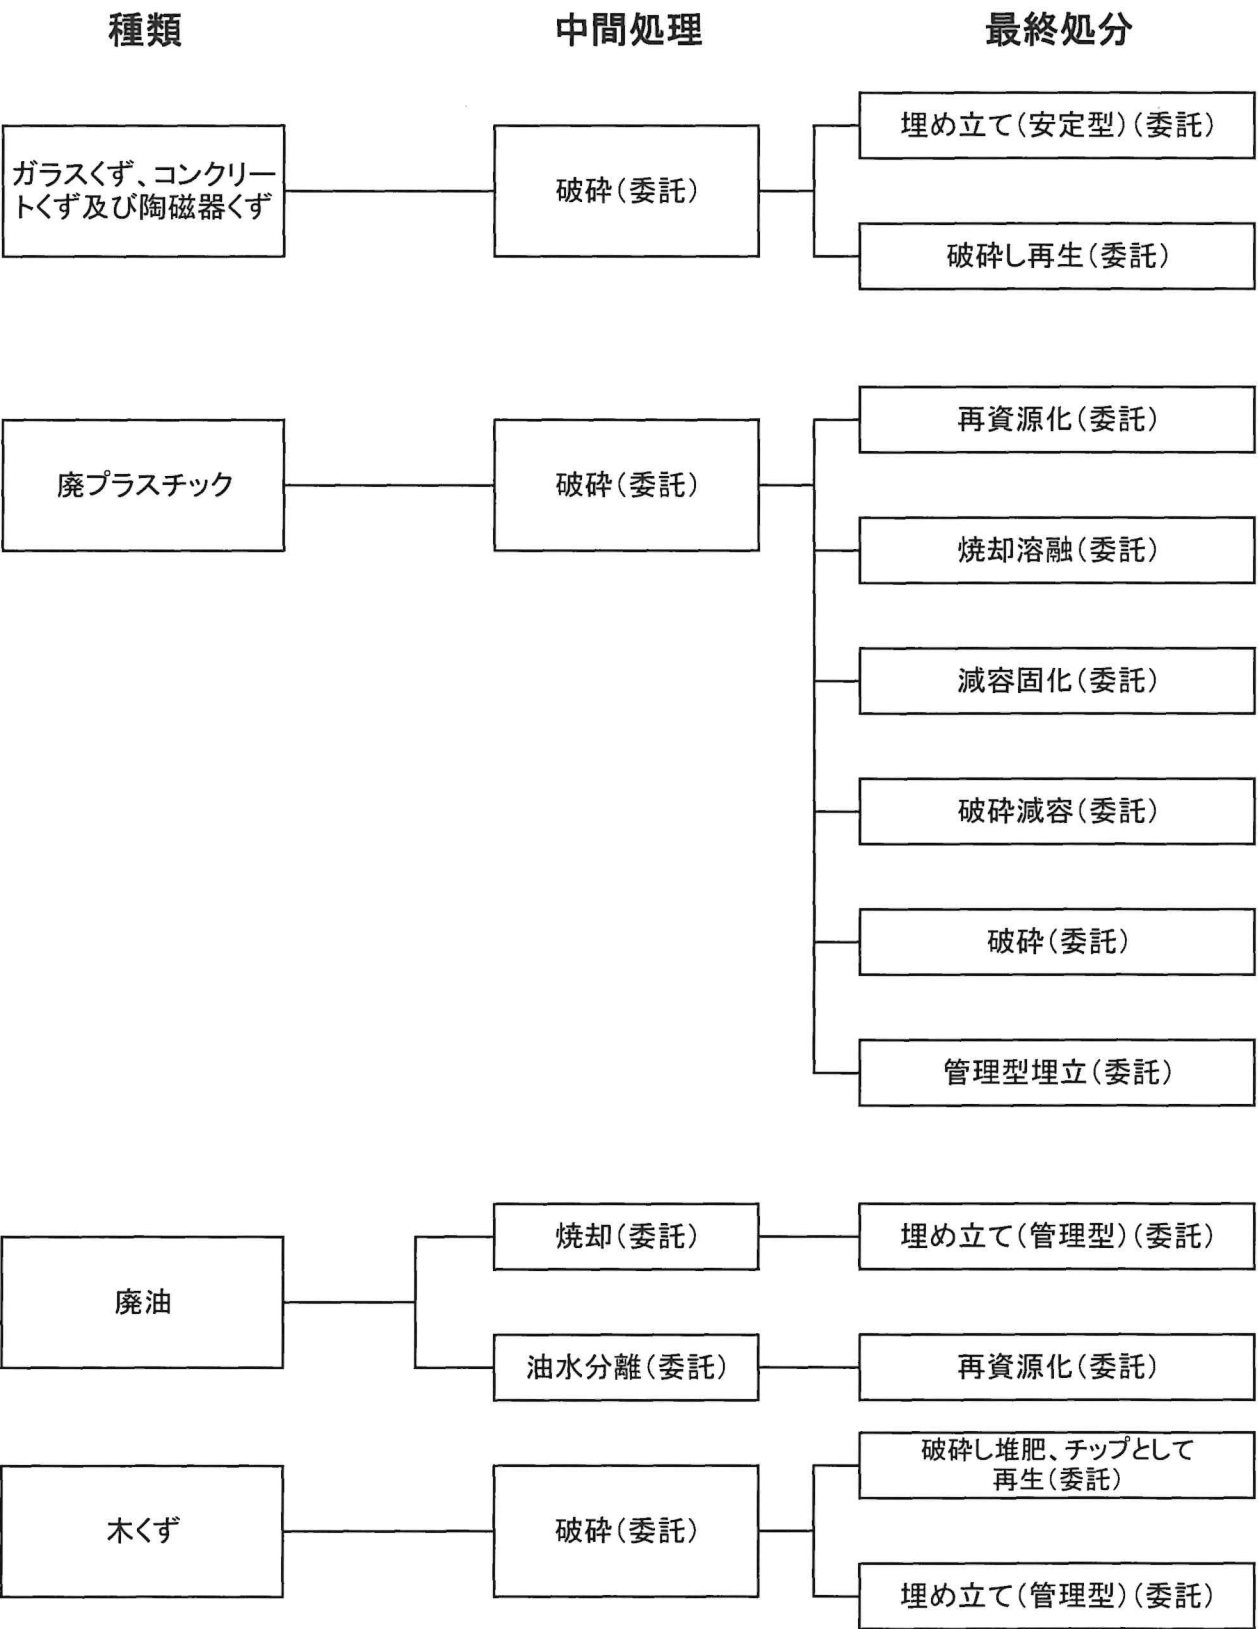 種類
中間処理
最終処分
ガラスくず、コンクリー
トくず及び陶磁器くず
破砕(委託)
埋め立て(安定型)(委託)
破砕し再生(委託)
廃プラスチック
破砕(委託)
再資源化(委託)
焼却溶融(委託)
減容固化(委託)
破砕減容(委託)
破砕(委託)
管理型埋立(委託)
廃油
焼却(委託)
埋め立て(管理型)(委託)
油水分離(委託)
再資源化(委託)
木くず
破砕(委託)
破砕し堆肥、チップとして
再生(委託)
埋め立て(管理型)(委託)